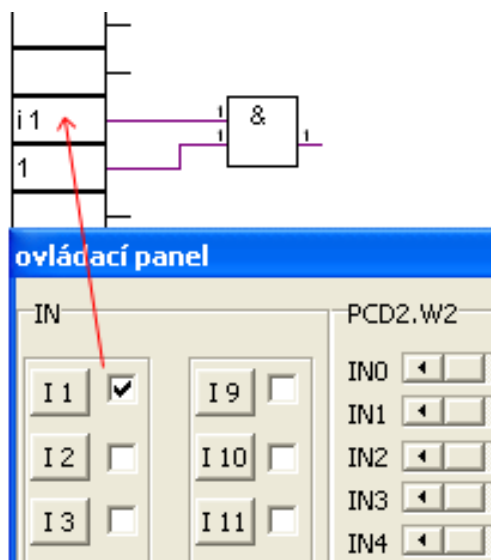 i 1
1
1
1
&
1
ovládací panel
IN
PCD2.W2
I 1
I 9
IN0
IN1
I 2
I 10
IN2
I 3
I 11
IN3
IN4